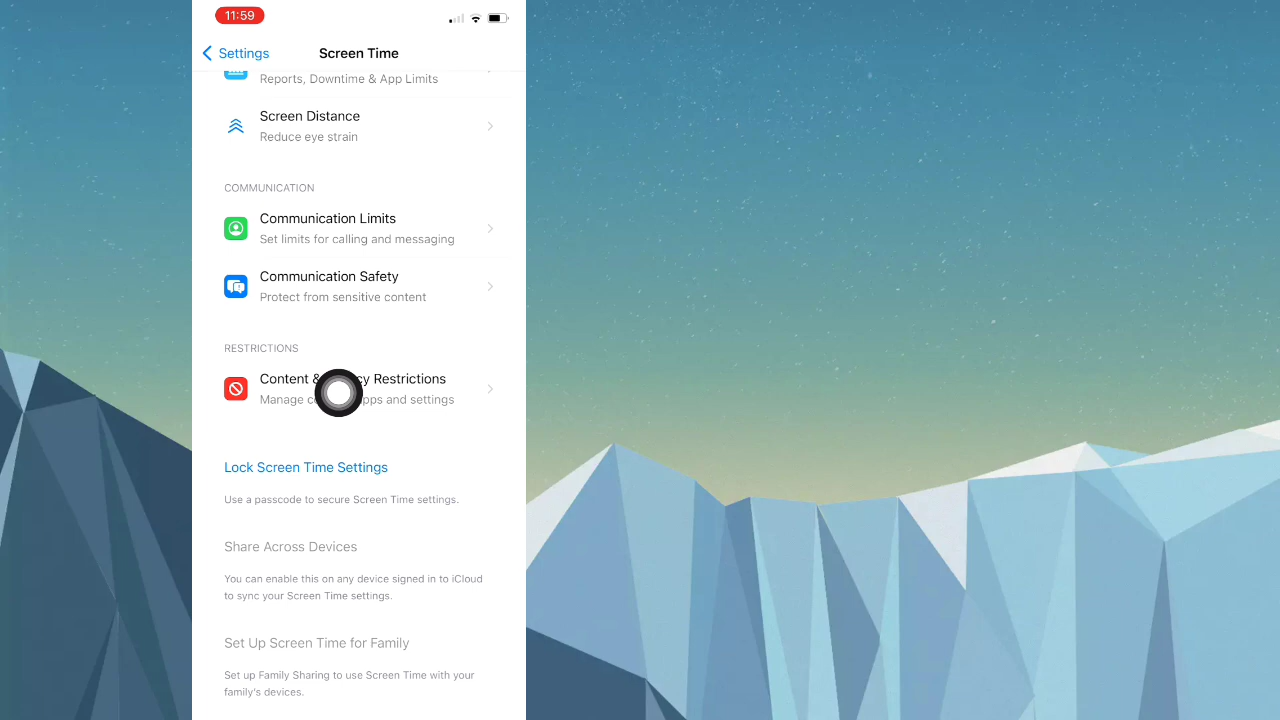 11:59
Settings
Screen Time
Reports, Downtime & App Limits
Screen Distance
Reduce eye strain
COMMUNICATION
Communication Limits
Set limits for calling and messaging
Communication Safety
Protect from sensitive content
RESTRICTIONS
Content & Restrictions
Manage apps and settings
Lock Screen Time Settings
Use a passcode to secure Screen Time settings.
Share Across Devices
You can enable this on any device signed in to iCloud
to sync your Screen Time settings.
Set Up Screen Time for Family
Set up Family Sharing to use Screen Time with your
family's devices.